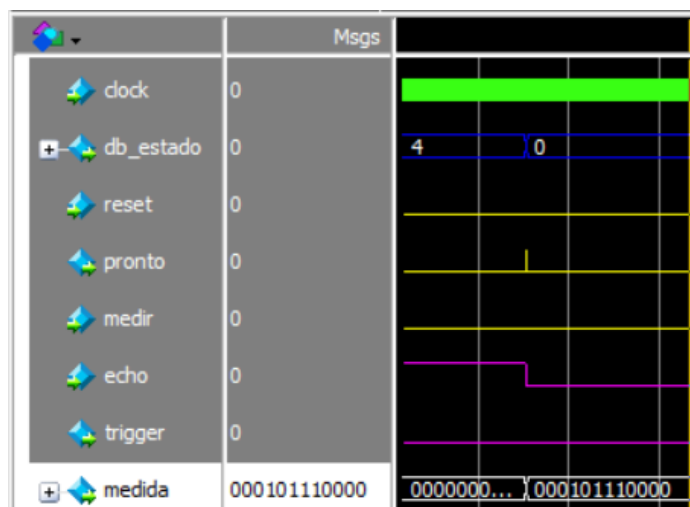 Msgs
clock 0
db_estado 0 4 0
reset 0
pronto 0
medir 0
echo 0
trigger 0
medida 000101110000 0000000... 000101110000